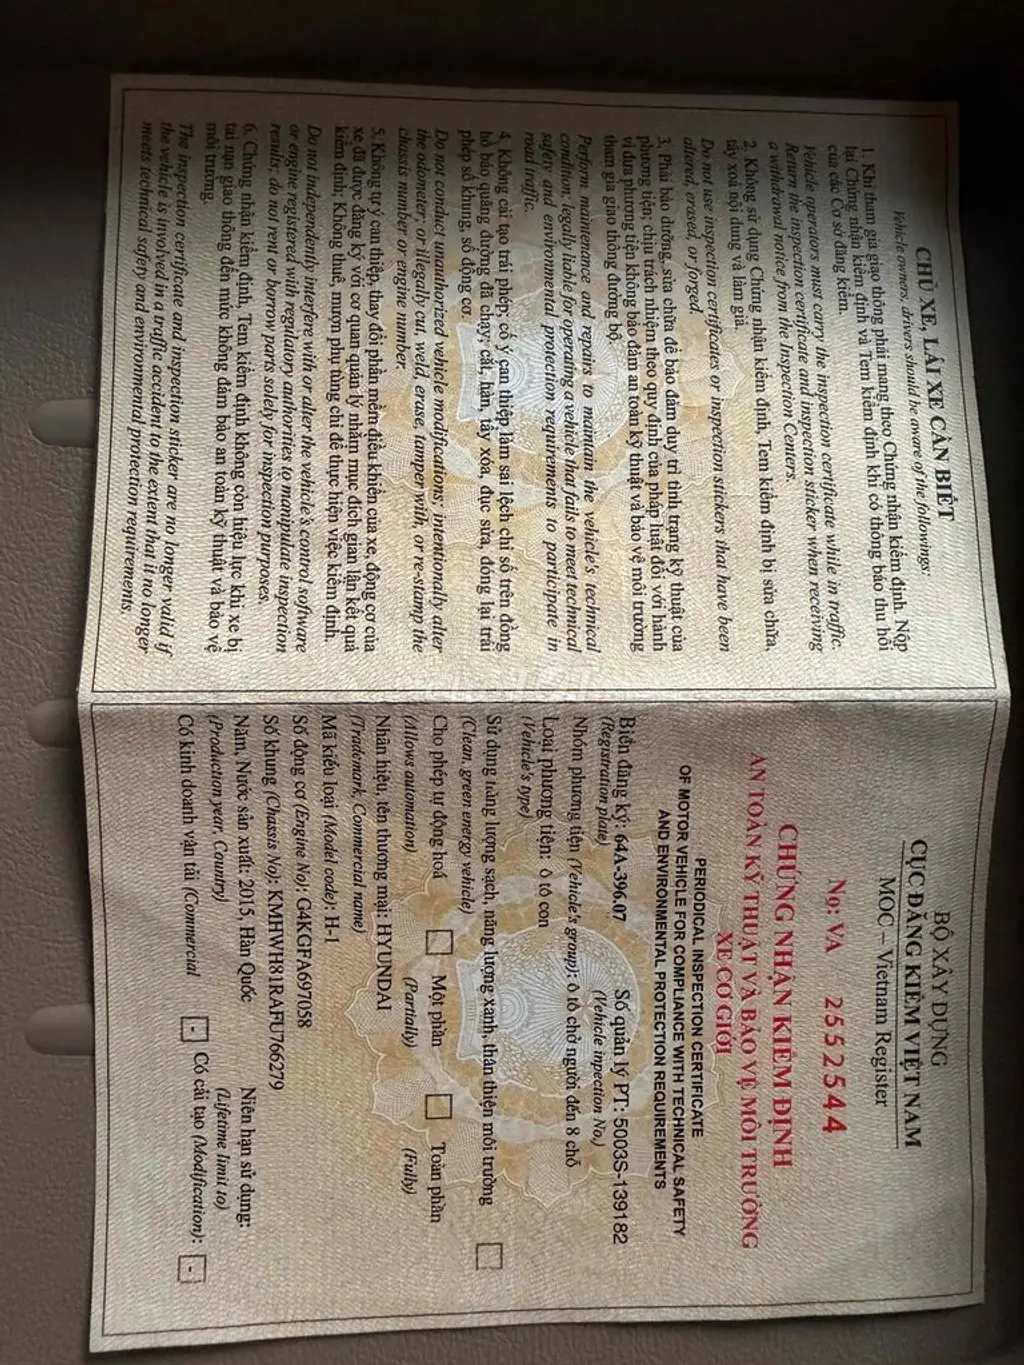 CHỦ XE, LÁI XE CẦN BIẾT
Vehicle owners, drivers should be aware of the followings:
1. Khi tham gia giao thông phải mang theo Chứng nhận kiểm định. Nộp
lại Chứng nhận kiểm định và Tem kiểm định khi có thông báo thu hồi
của các Cơ sở đăng kiểm.
Vehicle operators must carry the inspection certificate while in traffic.
Return the inspection certificate and inspection sticker when receiving
a withdrawal notice from the Inspection Centers.
2. Không sử dụng Chứng nhận kiểm định, Tem kiểm định bị sửa chữa,
tẩy xoá nội dung và làm giả.
Do not use inspection certificates or inspection stickers that have been
altered, erased, or forged.
3. Phải bảo dưỡng, sửa chữa để bảo đảm duy trì tình trạng kỹ thuật của
phương tiện; chịu trách nhiệm theo quy định của pháp luật đối với hành
vi đưa phương tiện không bảo đảm an toàn kỹ thuật và bảo vệ môi trường
tham gia giao thông đường bộ.
Perform maintenance and repairs to maintain the vehicle's technical
condition; legally liable for operating a vehicle that fails to meet technical
safety and environmental protection requirements to participate in
road traffic.
4. Không cải tạo trái phép; cố ý can thiệp làm sai lệch chỉ số trên đồng
hồ báo quãng đường đã chạy; cắt, hàn, tẩy xóa, đục sửa, đóng lại trái
phép số khung, số động cơ.
Do not conduct unauthorized vehicle modifications; intentionally alter
the odometer; or illegally cut, weld, erase, tamper with, or re-stamp the
chassis number or engine number.
5. Không tự ý can thiệp, thay đổi phần mềm điều khiển của xe, động cơ của
xe đã được đăng ký với cơ quan quản lý nhằm mục đích gian lận kết quả
kiểm định; Không thuê, mượn phụ tùng chỉ để thực hiện việc kiểm định.
Do not independently interfere with or alter the vehicle's control software
or engine registered with regulatory authorities to manipulate inspection
results; do not rent or borrow parts solely for inspection purposes.
6. Chứng nhận kiểm định, Tem kiểm định không còn hiệu lực khi xe bị
tai nạn giao thông đến mức không đảm bảo an toàn kỹ thuật và bảo vệ
môi trường.
The inspection certificate and inspection sticker are no longer valid if
the vehicle is involved in a traffic accident to the extent that it no longer
meets technical safety and environmental protection requirements.
BỘ XÂY DỰNG
CỤC ĐĂNG KIỂM VIỆT NAM
MOC – Vietnam Register
No: VA 2552544
CHỨNG NHẬN KIỂM ĐỊNH
AN TOÀN KỸ THUẬT VÀ BẢO VỆ MÔI TRƯỜNG
XE CƠ GIỚI
PERIODICAL INSPECTION CERTIFICATE
OF MOTOR VEHICLE FOR COMPLIANCE WITH TECHNICAL SAFETY
AND ENVIRONMENTAL PROTECTION REQUIREMENTS
Biển đăng ký: 64A-396.07 Số quản lý PT: 5003S-139182
(Registration plate) (Vehicle inpection No.)
Nhóm phương tiện (Vehicle's group): ô tô chở người đến 8 chỗ
Loại phương tiện: ô tô con
(Vehicle's type)
Sử dụng năng lượng sạch, năng lượng xanh, thân thiện môi trường
(Clean, green energy vehicle)
Cho phép tự động hoá Một phần Toàn phần
(Allows automation) (Partially) (Fully)
Nhãn hiệu, tên thương mại: HYUNDAI
(Trademark, Commercial name)
Mã kiểu loại (Model code): H-1
Số động cơ (Engine No): G4KGFA697058
Số khung (Chassis No): KMHWH81RAFU766279
Năm, Nước sản xuất: 2015, Hàn Quốc Niên hạn sử dụng:
(Production year, Country) (Lifetime limit to)
Có kinh doanh vận tải (Commercial - Có cải tạo (Modification): -